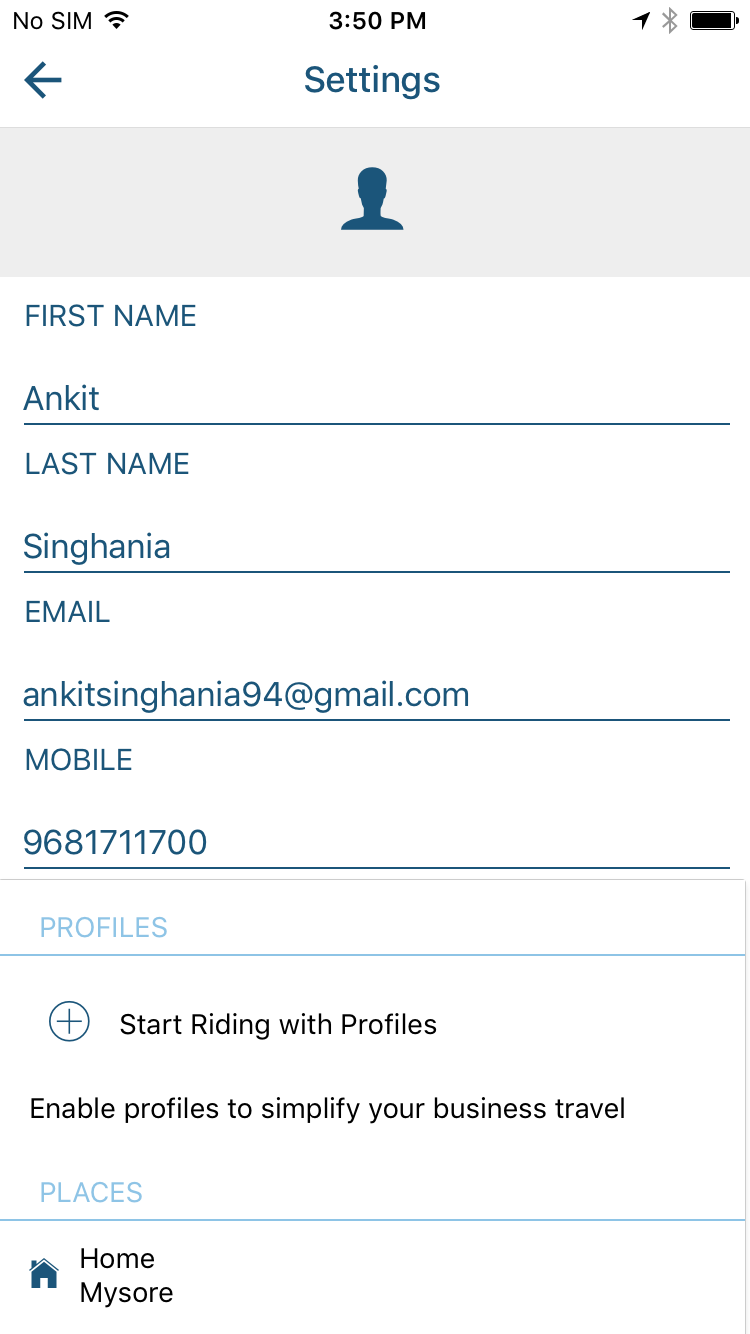 No SIM 3:50 PM
Settings
FIRST NAME
Ankit
LAST NAME
Singhania
EMAIL
ankitsinghania94@gmail.com
MOBILE
9681711700
PROFILES
Start Riding with Profiles
Enable profiles to simplify your business travel
PLACES
Home
Mysore